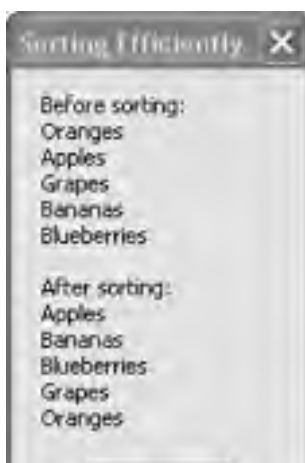 Sorting Efficiently
Before sorting:
Oranges
Apples
Grapes
Bananas
Blueberries
After sorting:
Apples
Bananas
Blueberries
Grapes
Oranges